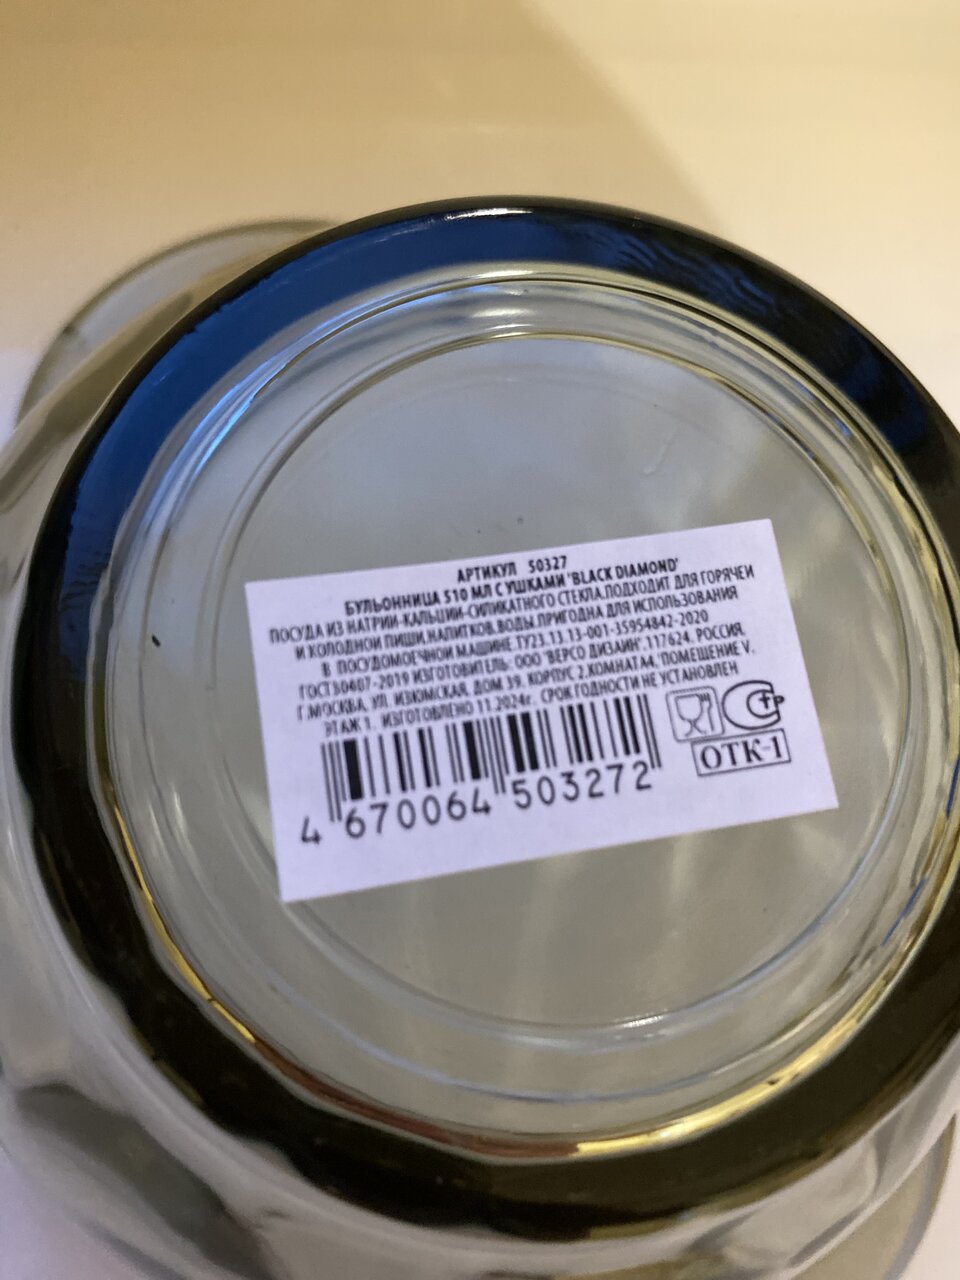 АРТИКУЛ 50327
БУЛЬОННИЦА 510 МЛ С УШКАМИ 'BLACK DIAMOND'
ПОСУДА ИЗ НАТРИЙ-КАЛЬЦИЙ-СИЛИКАТНОГО СТЕКЛА.ПОДХОДИТ ДЛЯ ГОРЯЧЕЙ
И ХОЛОДНОЙ ПИЩИ,НАПИТКОВ,ВОДЫ.ПРИГОДНА ДЛЯ ИСПОЛЬЗОВАНИЯ
В ПОСУДОМОЕЧНОЙ МАШИНЕ.ТУ23.13.13-001-35954842-2020
ГОСТ30407-2019 ИЗГОТОВИТЕЛЬ: ООО "ВЕРСО ДИЗАЙН",117624, РОССИЯ,
Г.МОСКВА, УЛ. ИЗЮМСКАЯ, ДОМ 39, КОРПУС 2,КОМНАТА4, ПОМЕЩЕНИЕ V,
ЭТАЖ 1. ИЗГОТОВЛЕНО 11.2024г. СРОК ГОДНОСТИ НЕ УСТАНОВЛЕН
ОТК-1
4 670064 503272